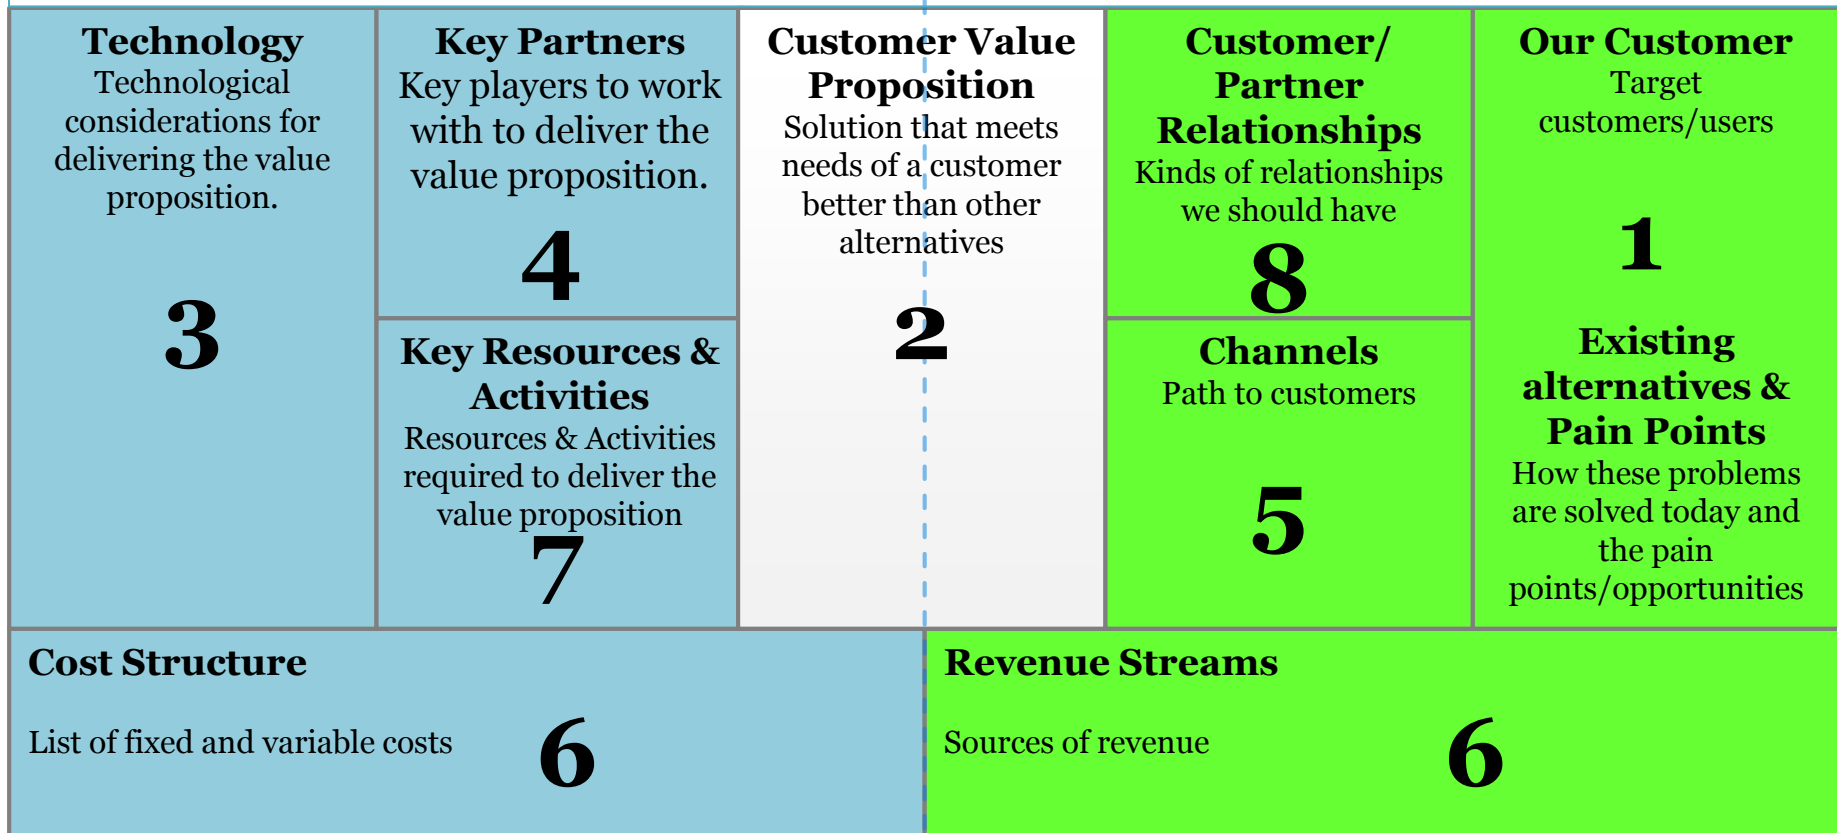 Technology
Technological
considerations for
delivering the value
proposition.
3
Key Partners
Key players to work
with to deliver the
value proposition.
4
Key Resources &
Activities
Resources & Activities
required to deliver the
value proposition
7
Customer Value
Proposition
Solution that meets
needs of a customer
better than other
alternatives
2
Customer/
Partner
Relationships
Kinds of relationships
we should have
8
Channels
Path to customers
5
Our Customer
Target
customers/users
1
Existing
alternatives &
Pain Points
How these problems
are solved today and
the pain
points/opportunities
Cost Structure
List of fixed and variable costs
6
Revenue Streams
Sources of revenue
6